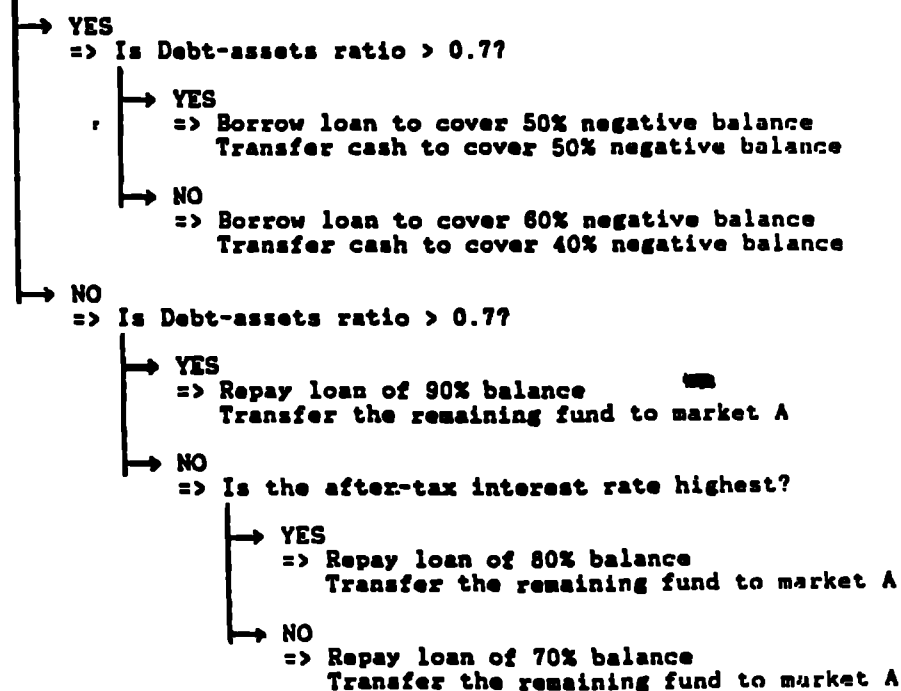 YES
=> Is Debt-assets ratio > 0.7?
YES
=> Borrow loan to cover 50% negative balance
Transfer cash to cover 50% negative balance
NO
=> Borrow loan to cover 60% negative balance
Transfer cash to cover 40% negative balance
NO
=> Is Debt-assets ratio > 0.7?
YES
=> Repay loan of 90% balance
Transfer the remaining fund to market A
NO
=> Is the after-tax interest rate highest?
YES
=> Repay loan of 80% balance
Transfer the remaining fund to market A
NO
=> Repay loan of 70% balance
Transfer the remaining fund to market A